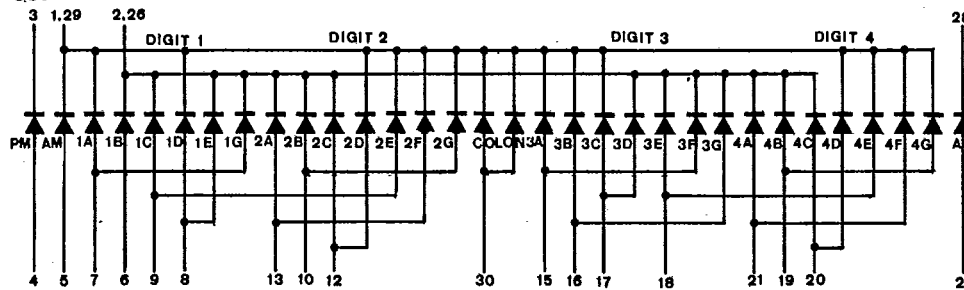 3 1,29 2,26 28
DIGIT 1 DIGIT 2 DIGIT 3 DIGIT 4
PM AM 1A 1B 1C 1D 1E 1G 2A 2B 2C 2D 2E 2F 2G COLON 3A 3B 3C 3D 3E 3F 3G 4A 4B 4C 4D 4E 4F 4G
4 5 7 6 9 8 13 10 12 30 15 16 17 18 21 19 20